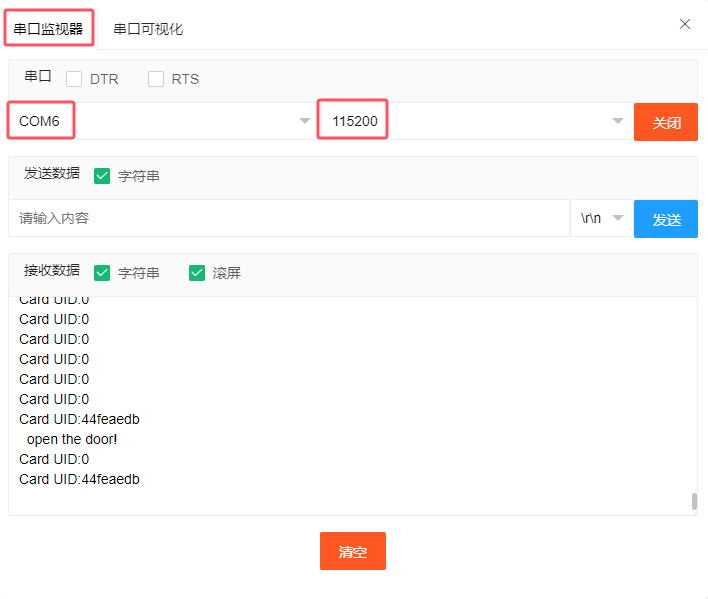 串口监视器 串口可视化
串口 DTR RTS
COM6 115200 关闭
发送数据 字符串
请输入内容 \r\n 发送
接收数据 字符串 滚屏
Card UID:0
Card UID:0
Card UID:0
Card UID:0
Card UID:0
Card UID:0
Card UID:44feaedb
open the door!
Card UID:0
Card UID:44feaedb
清空